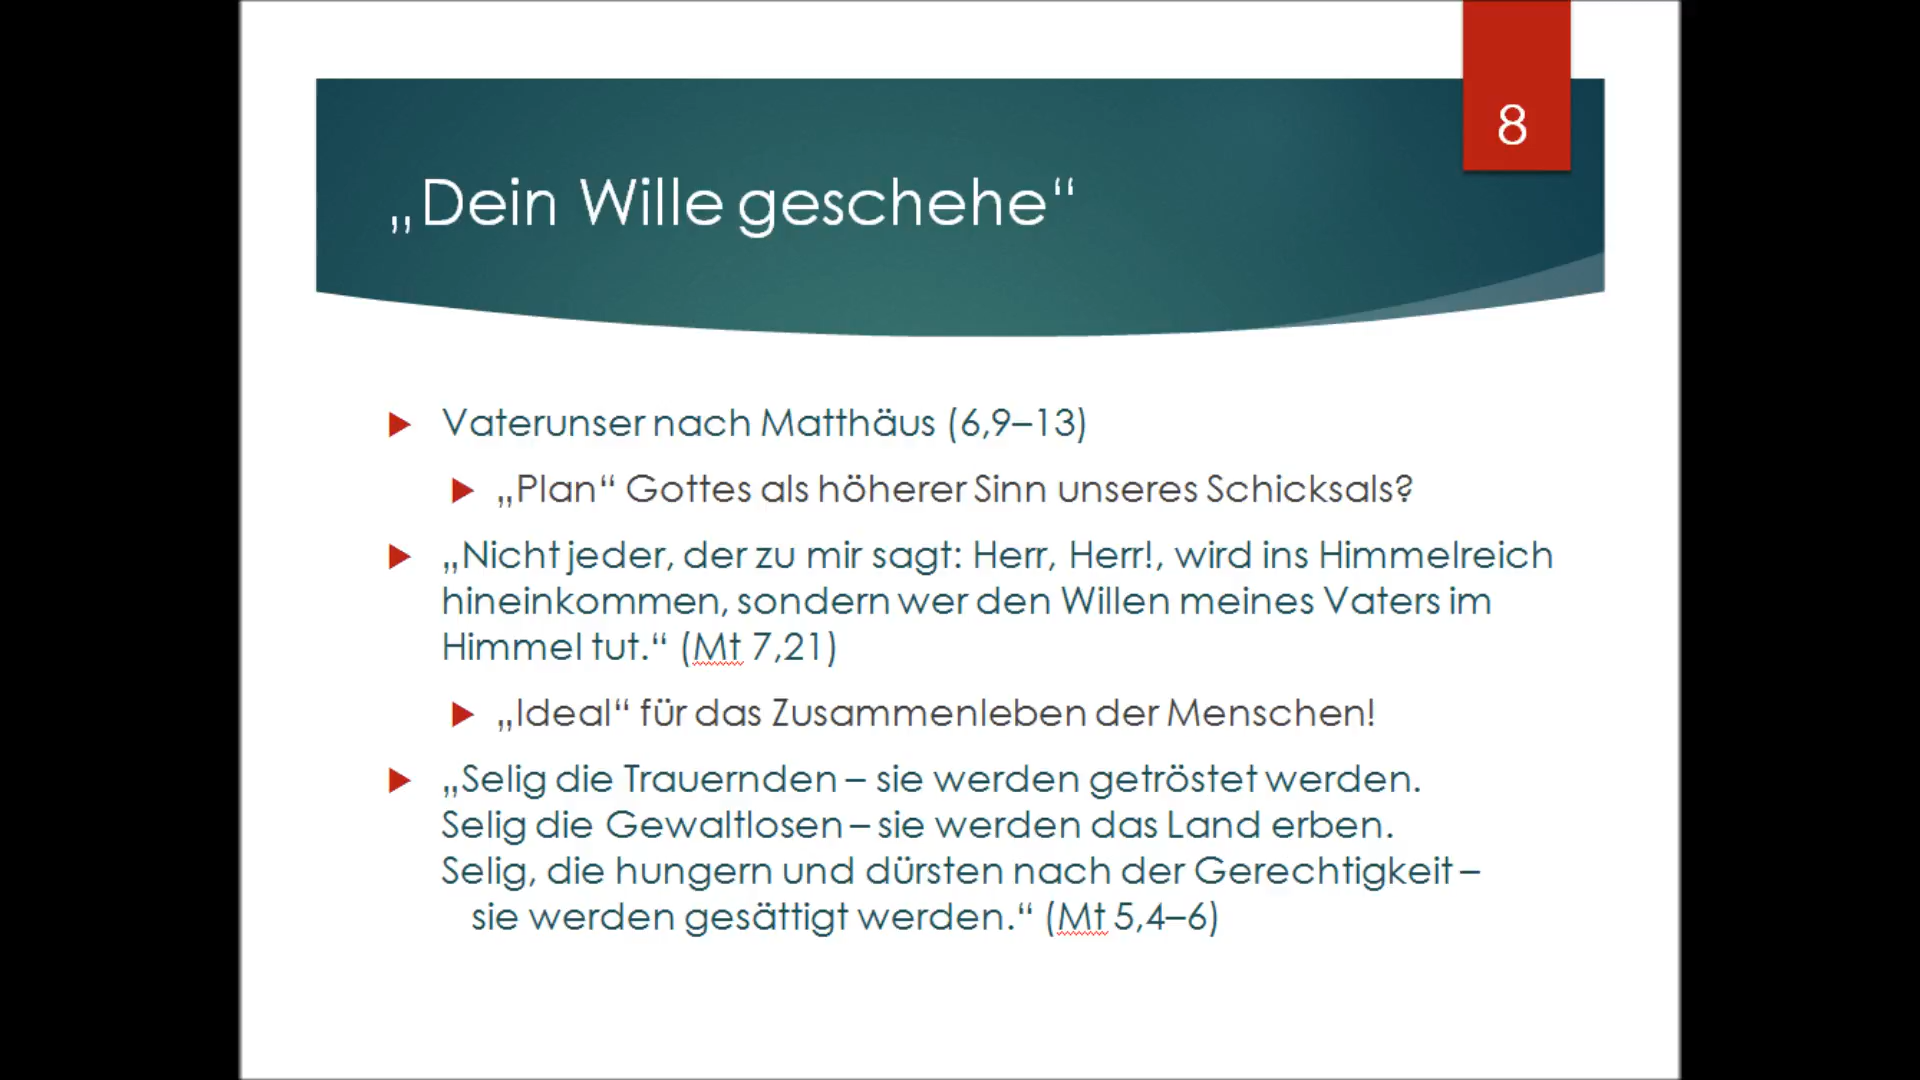 8
„Dein Wille geschehe“
Vaterunser nach Matthäus (6,9–13)
„Plan“ Gottes als höherer Sinn unseres Schicksals?
„Nicht jeder, der zu mir sagt: Herr, Herr!, wird ins Himmelreich
hineinkommen, sondern wer den Willen meines Vaters im
Himmel tut.“ (Mt 7,21)
„Ideal“ für das Zusammenleben der Menschen!
„Selig die Trauernden – sie werden getröstet werden.
Selig die Gewaltlosen – sie werden das Land erben.
Selig, die hungern und dürsten nach der Gerechtigkeit –
sie werden gesättigt werden.“ (Mt 5,4–6)